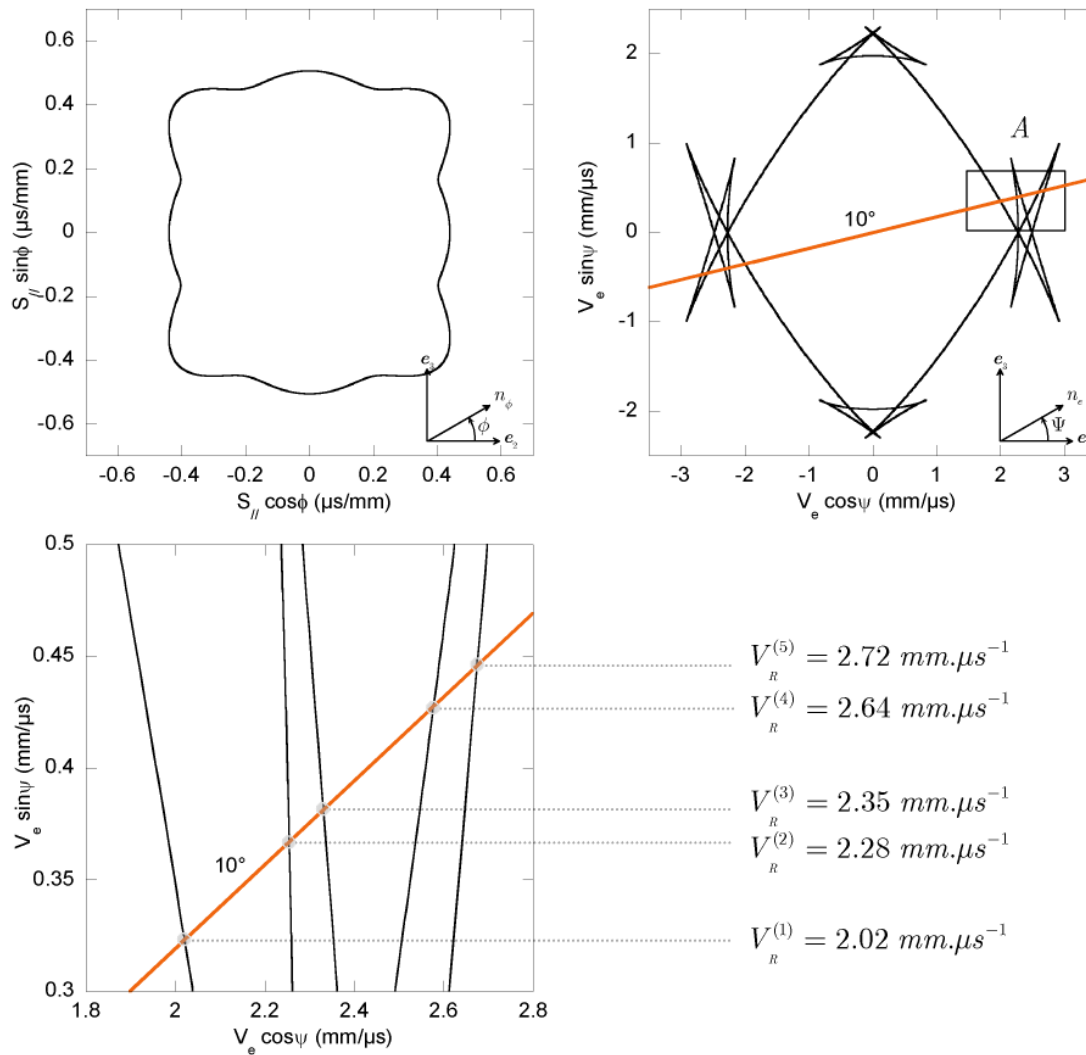 0.6
0.4
0.2
0
-0.2
-0.4
-0.6
S// sinϕ (µs/mm)
-0.6 -0.4 -0.2 0 0.2 0.4 0.6
S// cosϕ (µs/mm)
e3
nϕ
ϕ
e2
2
1
0
-1
-2
Ve sinψ (mm/µs)
A
10°
-3 -2 -1 0 1 2 3
Ve cosψ (mm/µs)
e3
ne
Ψ
e
0.5
0.45
0.4
0.35
0.3
Ve sinψ (mm/µs)
10°
1.8 2 2.2 2.4 2.6 2.8
Ve cosψ (mm/µs)
V_R^(5) = 2.72 mm.µs^−1
V_R^(4) = 2.64 mm.µs^−1
V_R^(3) = 2.35 mm.µs^−1
V_R^(2) = 2.28 mm.µs^−1
V_R^(1) = 2.02 mm.µs^−1